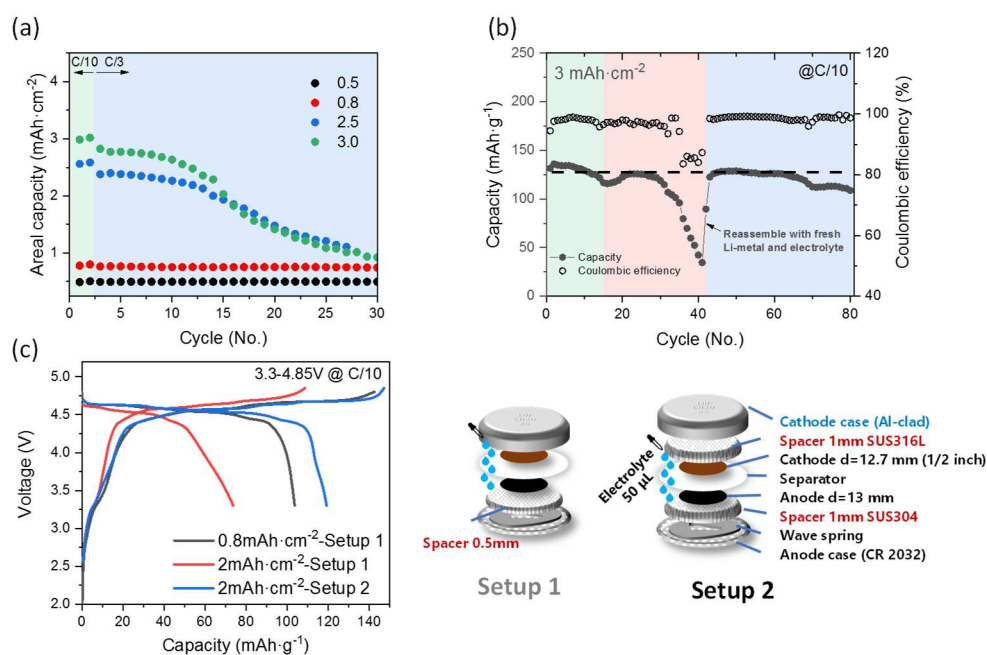 (a)
C/10
C/3
0.5
0.8
2.5
3.0
4
3
2
1
Areal capacity (mAh·cm⁻²)
0
5
10
15
20
25
30
Cycle (No.)
(b)
3 mAh·cm⁻²
@C/10
250
200
150
100
50
0
Capacity (mAh·g⁻¹)
120
100
80
60
40
Coulombic efficiency (%)
Reassemble with fresh
Li-metal and electrolyte
Capacity
Coulombic efficiency
0
20
40
60
80
Cycle (No.)
(c)
3.3-4.85V @ C/10
5.0
4.5
4.0
3.5
3.0
2.5
2.0
Voltage (V)
0.8mAh·cm⁻²-Setup 1
2mAh·cm⁻²-Setup 1
2mAh·cm⁻²-Setup 2
0
20
40
60
80
100
120
140
Capacity (mAh·g⁻¹)
Spacer 0.5mm
Setup 1
Electrolyte
50 μL
Cathode case (Al-clad)
Spacer 1mm SUS316L
Cathode d=12.7 mm (1/2 inch)
Separator
Anode d=13 mm
Spacer 1mm SUS304
Wave spring
Anode case (CR 2032)
Setup 2